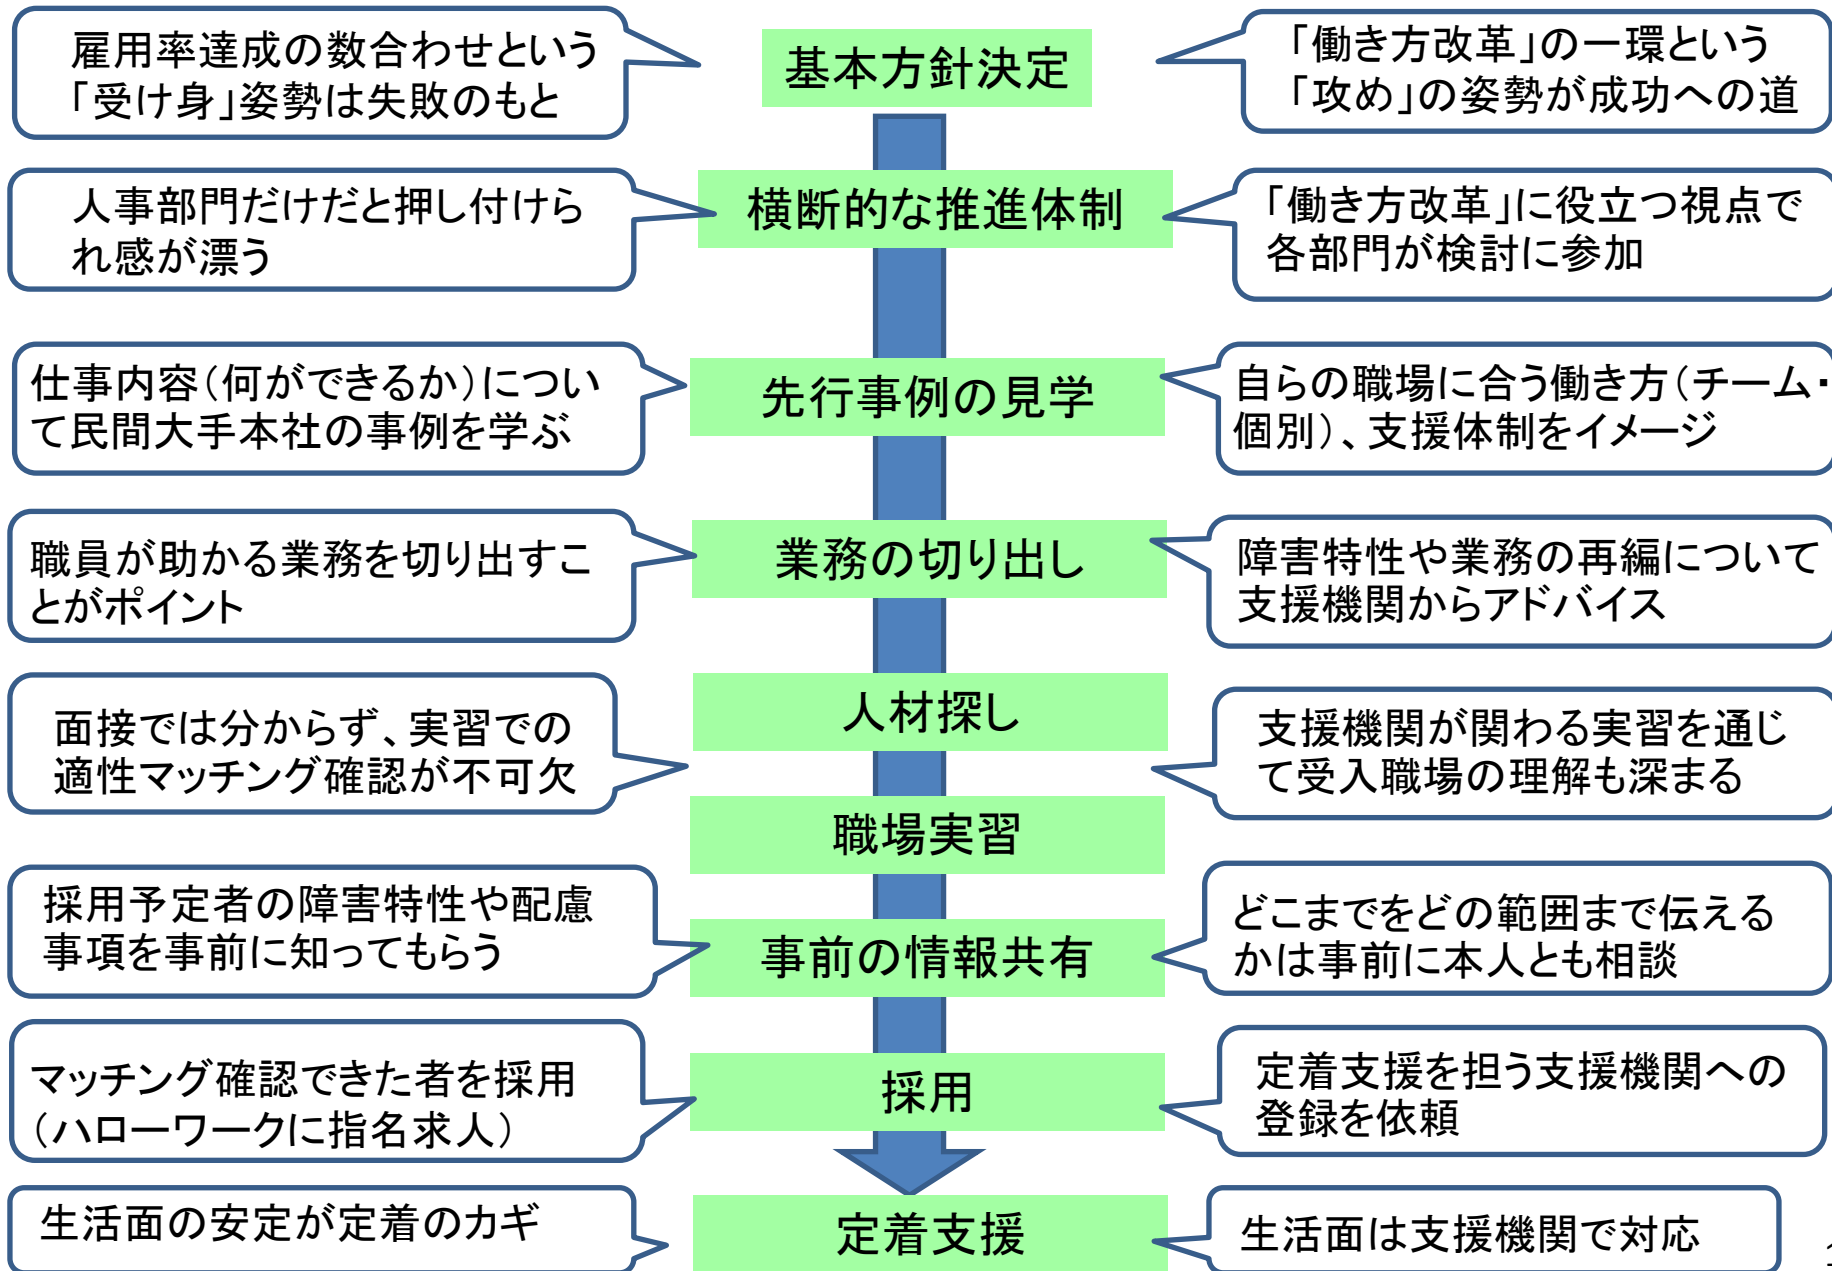 雇用率達成の数合わせという
「受け身」姿勢は失敗のもと
基本方針決定
「働き方改革」の一環という
「攻め」の姿勢が成功への道
人事部門だけだと押し付けら
れ感が漂う
横断的な推進体制
「働き方改革」に役立つ視点で
各部門が検討に参加
仕事内容(何ができるか)につい
て民間大手本社の事例を学ぶ
先行事例の見学
自らの職場に合う働き方(チーム・
個別)、支援体制をイメージ
職員が助かる業務を切り出すこ
とがポイント
業務の切り出し
障害特性や業務の再編について
支援機関からアドバイス
人材探し
面接では分からず、実習での
適性マッチング確認が不可欠
支援機関が関わる実習を通じ
て受入職場の理解も深まる
職場実習
採用予定者の障害特性や配慮
事項を事前に知ってもらう
事前の情報共有
どこまでをどの範囲まで伝える
かは事前に本人とも相談
マッチング確認できた者を採用
(ハローワークに指名求人)
採用
定着支援を担う支援機関への
登録を依頼
生活面の安定が定着のカギ
定着支援
生活面は支援機関で対応